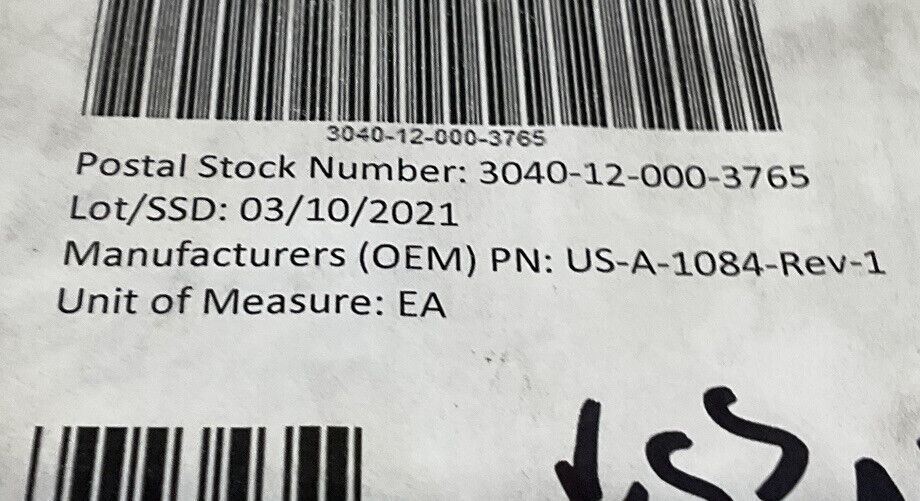 3040-12-000-3765
Postal Stock Number: 3040-12-000-3765
Lot/SSD: 03/10/2021
Manufacturers (OEM) PN: US-A-1084-Rev-1
Unit of Measure: EA